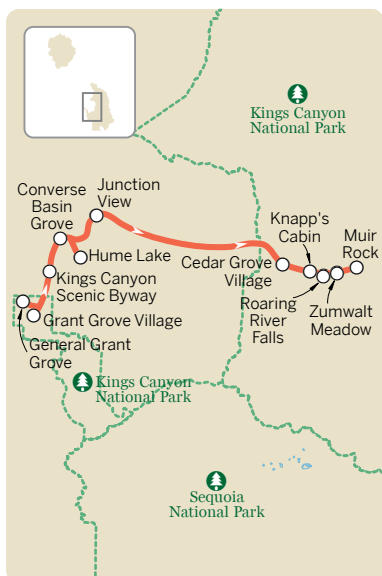 Kings Canyon
National Park
Junction
View
Converse
Basin
Grove
Knapp's
Cabin
Muir
Rock
Hume Lake
Cedar Grove
Village
Kings Canyon
Scenic Byway
Roaring
River
Falls
Zumwalt
Meadow
Grant Grove Village
General Grant
Grove
Kings Canyon
National Park
Sequoia
National Park